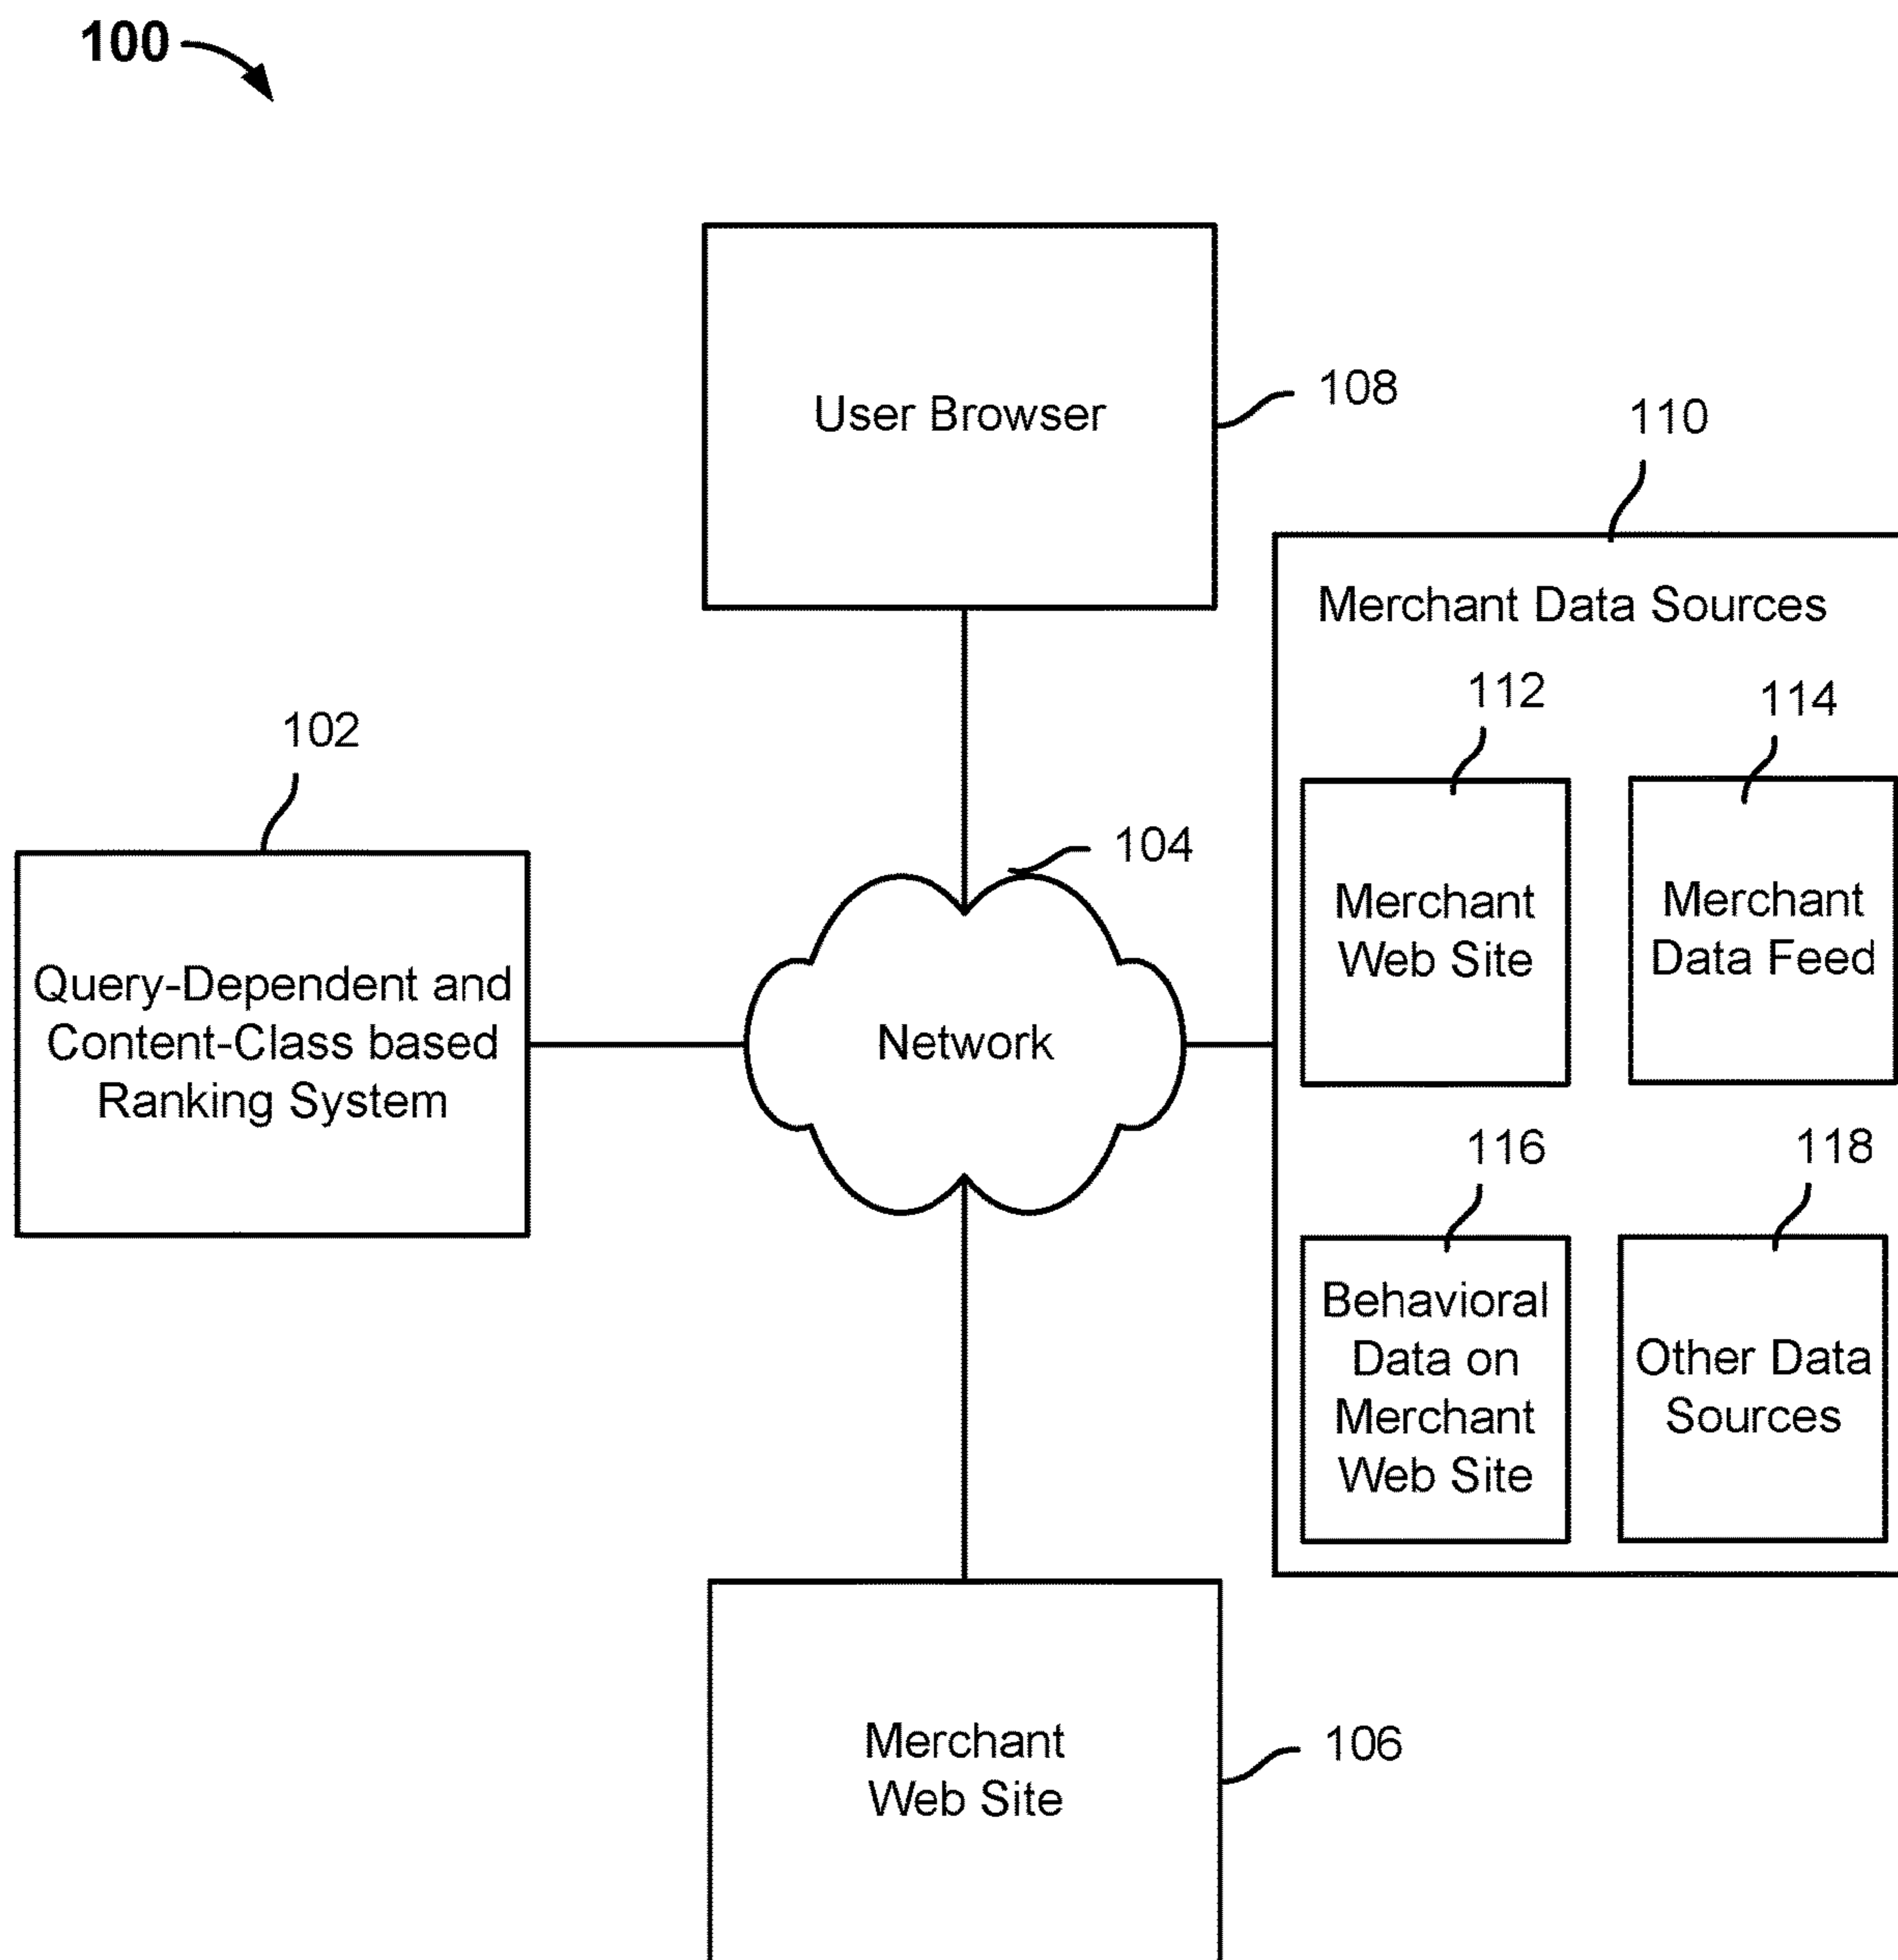 100
User Browser
108
110
Merchant Data Sources
112
114
102
104
Merchant
Web Site
Merchant
Data Feed
Query-Dependent and
Content-Class based
Ranking System
Network
116
118
Behavioral
Data on
Merchant
Web Site
Other Data
Sources
Merchant
Web Site
106